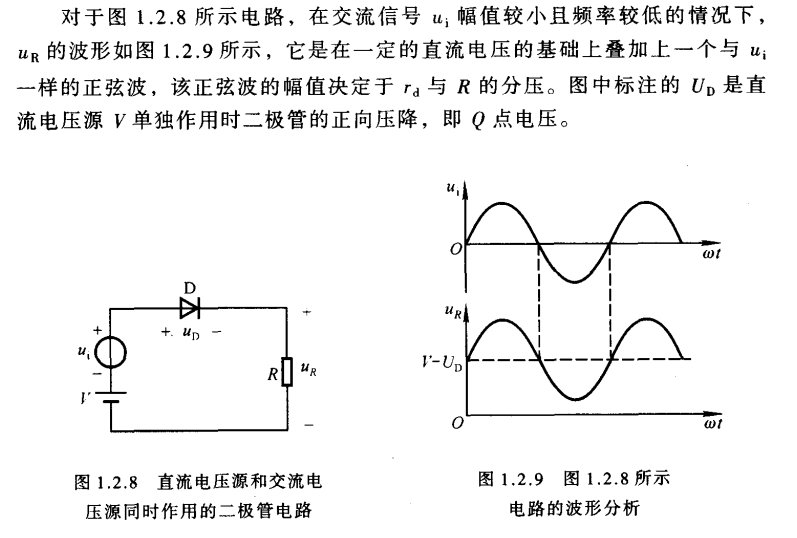 对于图 1.2.8 所示电路，在交流信号 uᵢ 幅值较小且频率较低的情况下，
u_R 的波形如图 1.2.9 所示，它是在一定的直流电压的基础上叠加上一个与 uᵢ
一样的正弦波，该正弦波的幅值决定于 r_d 与 R 的分压。图中标注的 U_D 是直
流电压源 V 单独作用时二极管的正向压降，即 Q 点电压。
D
+ u_D −
+
uᵢ
−
V
+
R u_R
−
图 1.2.8 直流电压源和交流电
压源同时作用的二极管电路
uᵢ
O
ωt
u_R
V−U_D
O
ωt
图 1.2.9 图 1.2.8 所示
电路的波形分析